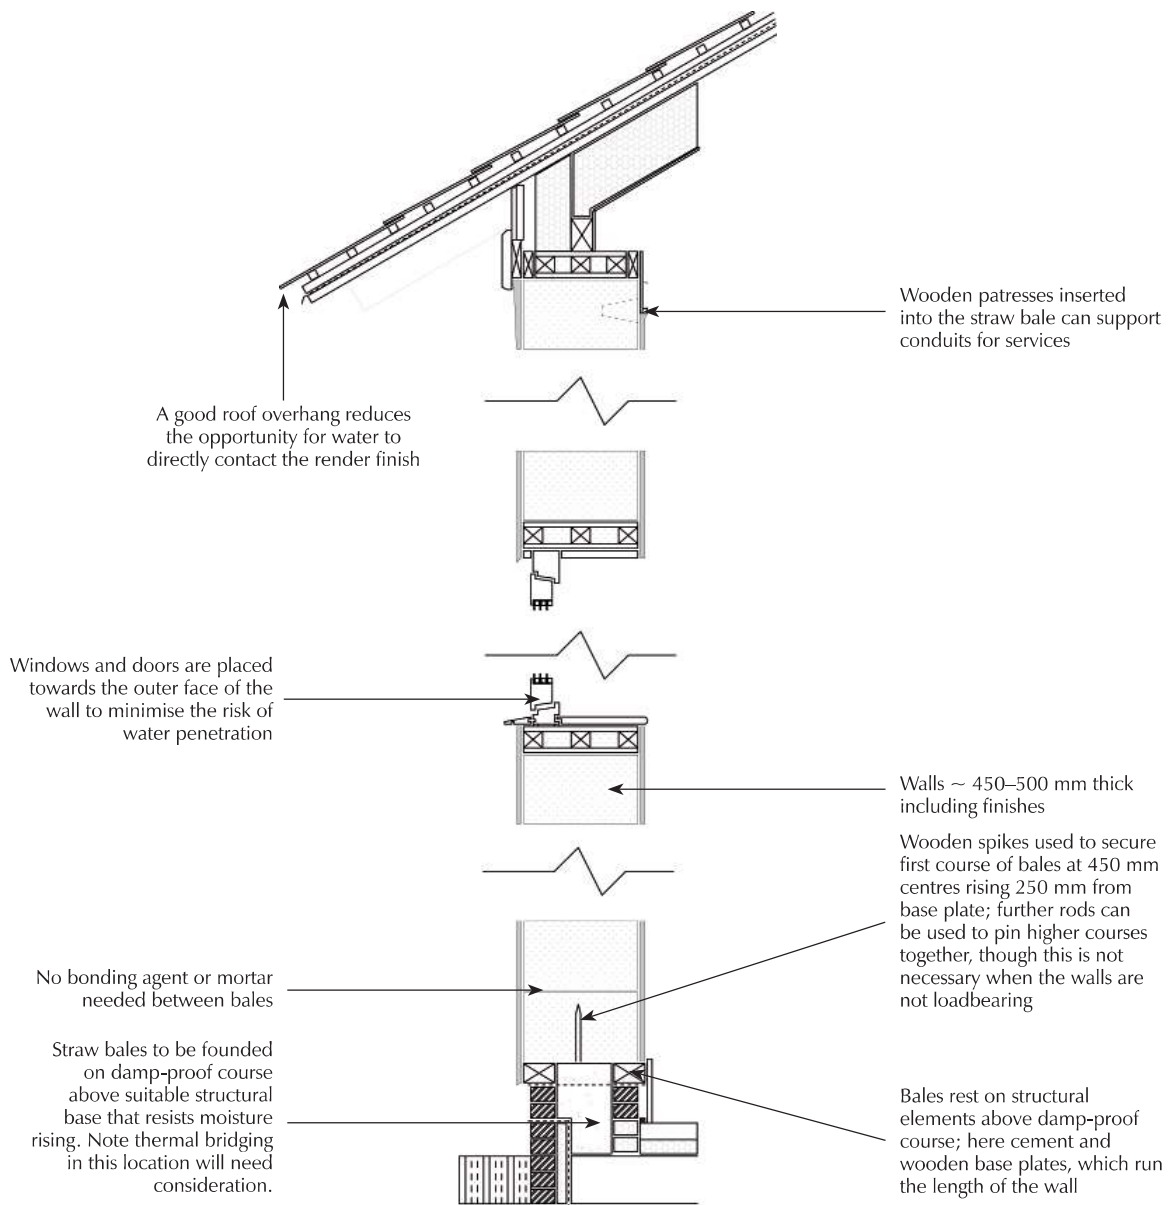 Wooden patresses inserted
into the straw bale can support
conduits for services
A good roof overhang reduces
the opportunity for water to
directly contact the render finish
Windows and doors are placed
towards the outer face of the
wall to minimise the risk of
water penetration
Walls ~ 450–500 mm thick
including finishes
Wooden spikes used to secure
first course of bales at 450 mm
centres rising 250 mm from
base plate; further rods can
be used to pin higher courses
together, though this is not
necessary when the walls are
not loadbearing
No bonding agent or mortar
needed between bales
Straw bales to be founded
on damp-proof course
above suitable structural
base that resists moisture
rising. Note thermal bridging
in this location will need
consideration.
Bales rest on structural
elements above damp-proof
course; here cement and
wooden base plates, which run
the length of the wall